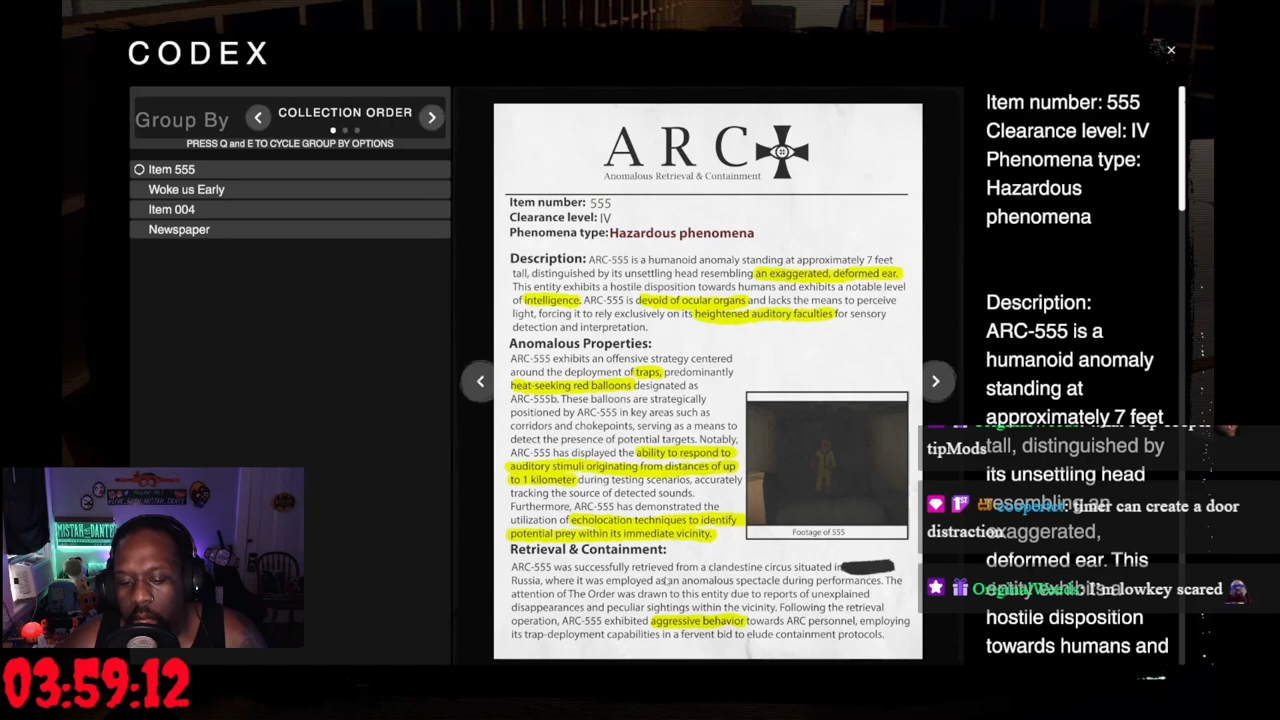 CODEX
Group By
COLLECTION ORDER
PRESS Q and E TO CYCLE GROUP BY OPTIONS
Item 555
Woke us Early
Item 004
Newspaper
ARC
Anomalous Retrieval & Containment
Item number: 555
Clearance level: IV
Phenomena type: Hazardous phenomena
Description: ARC-555 is a humanoid anomaly standing at approximately 7 feet
tall, distinguished by its unsettling head resembling an exaggerated, deformed ear.
This entity exhibits a hostile disposition towards humans and exhibits a notable level
of intelligence. ARC-555 is devoid of ocular organs and lacks the means to perceive
light, forcing it to rely exclusively on its heightened auditory faculties for sensory
detection and interpretation.
Anomalous Properties:
ARC-555 exhibits an offensive strategy centered
around the deployment of traps, predominantly
heat-seeking red balloons designated as
ARC-555b. These balloons are strategically
positioned by ARC-555 in key areas such as
corridors and chokepoints, serving as a means to
detect the presence of potential targets. Notably,
ARC-555 has displayed the ability to respond to
auditory stimuli originating from distances of up
to 1 kilometer during testing scenarios, accurately
tracking the source of detected sounds.
Furthermore, ARC-555 has demonstrated the
utilization of echolocation techniques to identify
potential prey within its immediate vicinity.
Footage of 555
Retrieval & Containment:
ARC-555 was successfully retrieved from a clandestine circus situated in
Russia, where it was employed as an anomalous spectacle during performances. The
attention of The Order was drawn to this entity due to reports of unexplained
disappearances and peculiar sightings within the vicinity. Following the retrieval
operation, ARC-555 exhibited aggressive behavior towards ARC personnel, employing
its trap-deployment capabilities in a fervent bid to elude containment protocols.
Item number: 555
Clearance level: IV
Phenomena type:
Hazardous
phenomena
Description:
ARC-555 is a
humanoid anomaly
standing at
approximately 7 feet
tall, distinguished by
its unsettling head
resembling an
exaggerated,
deformed ear. This
entity exhibits a
hostile disposition
towards humans and
tipMods
cooperist: timer can create a door
distraction
OriginalWeeds: I'm lowkey scared
MISTAH DANTE
03:59:12